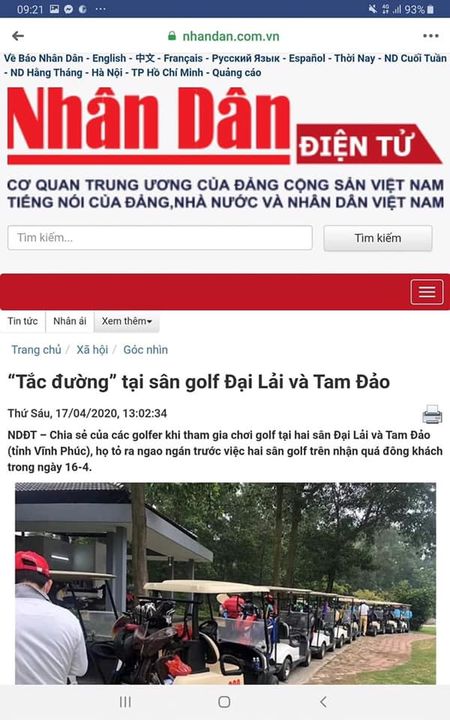 09:21
93%
nhandan.com.vn
Về Báo Nhân Dân - English - 中文 - Français - Русский Язык - Español - Thời Nay - ND Cuối Tuần
- ND Hằng Tháng - Hà Nội - TP Hồ Chí Minh - Quảng cáo
Nhân Dân
ĐIỆN TỬ
CƠ QUAN TRUNG ƯƠNG CỦA ĐẢNG CỘNG SẢN VIỆT NAM
TIẾNG NÓI CỦA ĐẢNG,NHÀ NƯỚC VÀ NHÂN DÂN VIỆT NAM
Tìm kiếm... Tìm kiếm
Tin tức Nhân ái Xem thêm
Trang chủ / Xã hội / Góc nhìn
“Tắc đường” tại sân golf Đại Lải và Tam Đảo
Thứ Sáu, 17/04/2020, 13:02:34
NDĐT – Chia sẻ của các golfer khi tham gia chơi golf tại hai sân Đại Lải và Tam Đảo
(tỉnh Vĩnh Phúc), họ tỏ ra ngao ngán trước việc hai sân golf trên nhận quá đông khách
trong ngày 16-4.